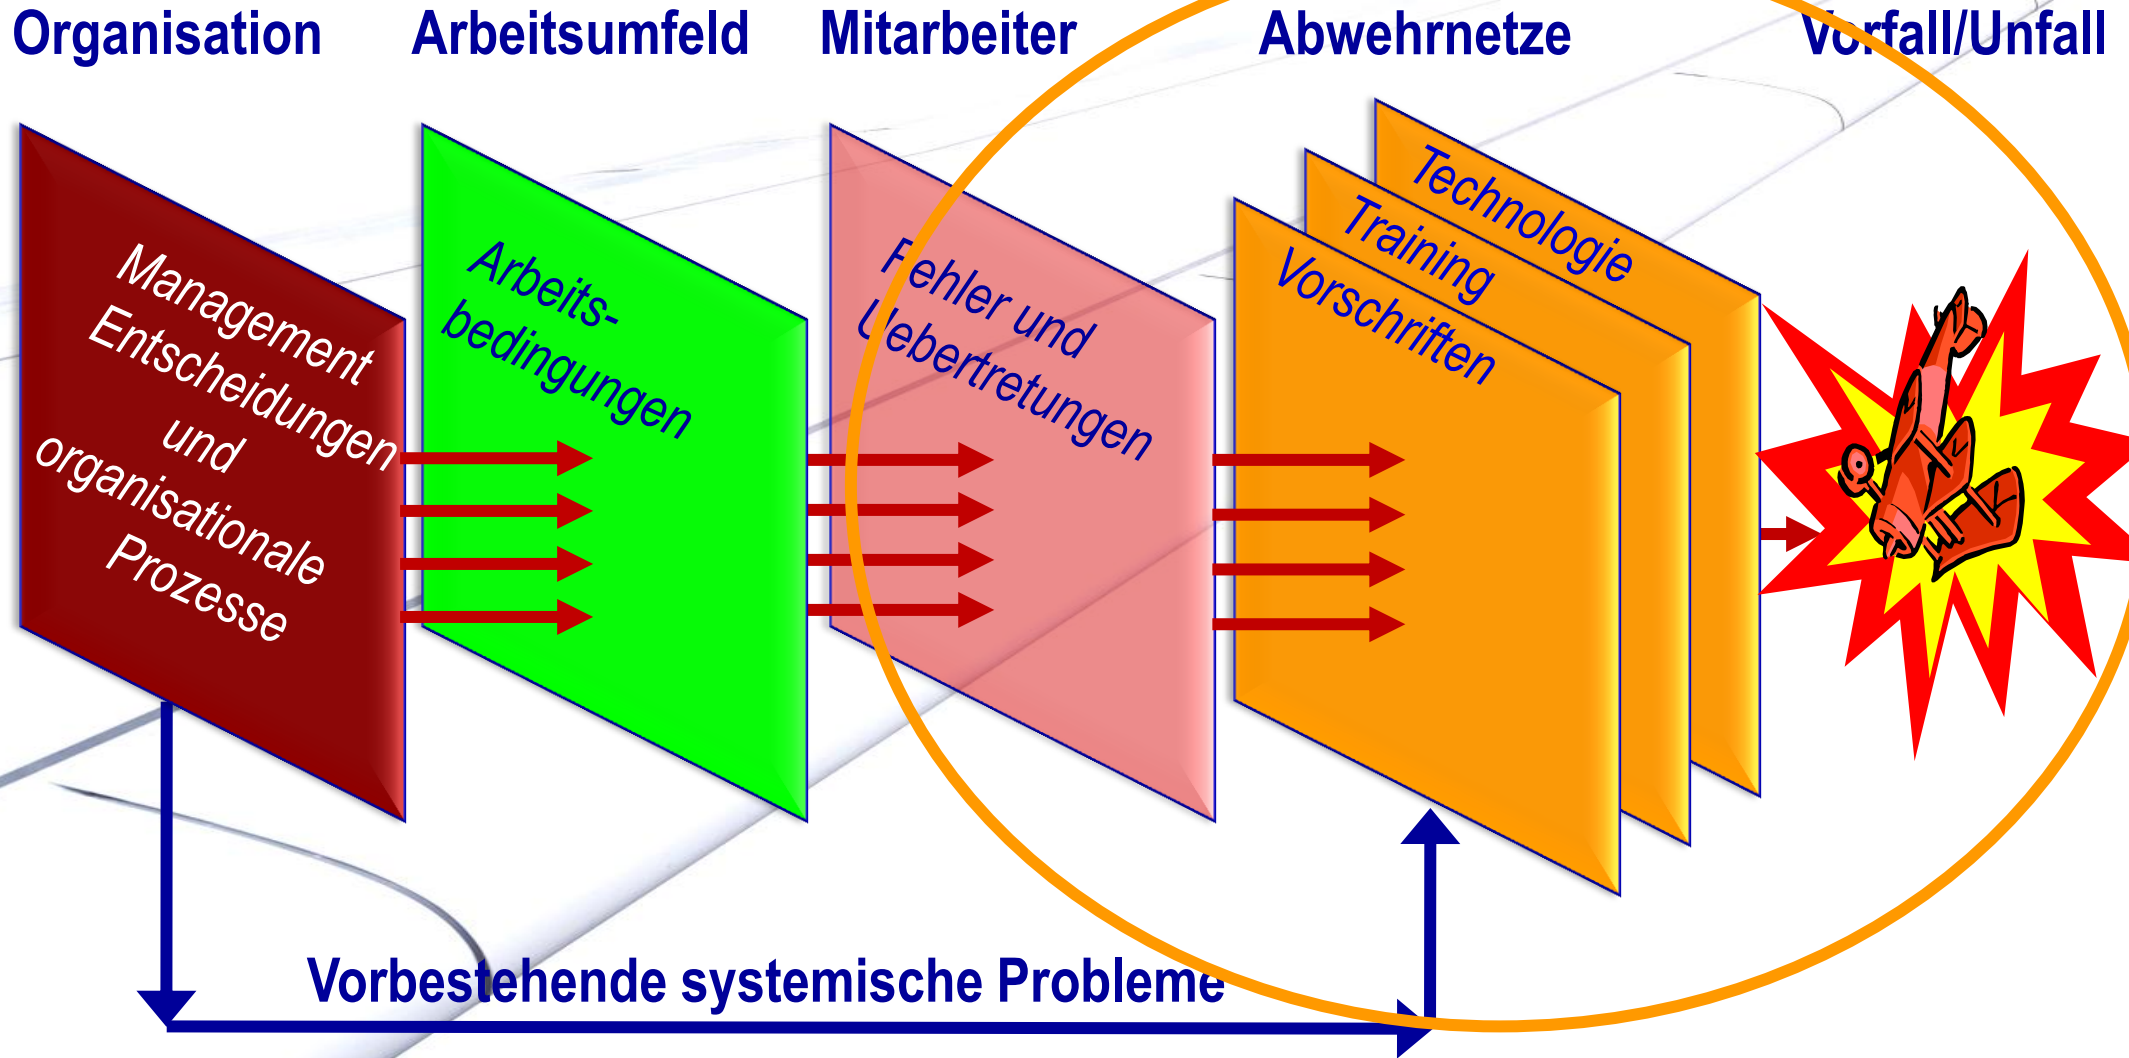 Organisation
Arbeitsumfeld
Mitarbeiter
Abwehrnetze
Vorfall/Unfall
Management
Entscheidungen
und
organisationale
Prozesse
Arbeits-
bedingungen
Fehler und
Uebertretungen
Vorschriften
Training
Technologie
Vorbestehende systemische Probleme